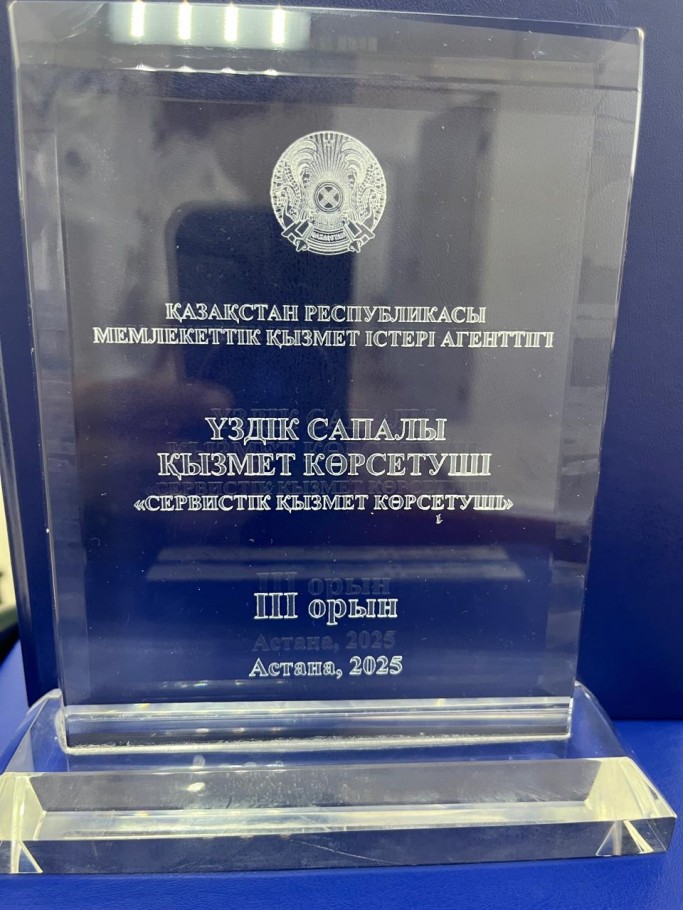 ҚАЗАҚСТАН РЕСПУБЛИКАСЫ
МЕМЛЕКЕТТІК ҚЫЗМЕТ ІСТЕРІ АГЕНТТІГІ
ҮЗДІК САПАЛЫ
ҚЫЗМЕТ КӨРСЕТУШІ
«СЕРВИСТІК ҚЫЗМЕТ КӨРСЕТУШІ»
III орын
Астана, 2025